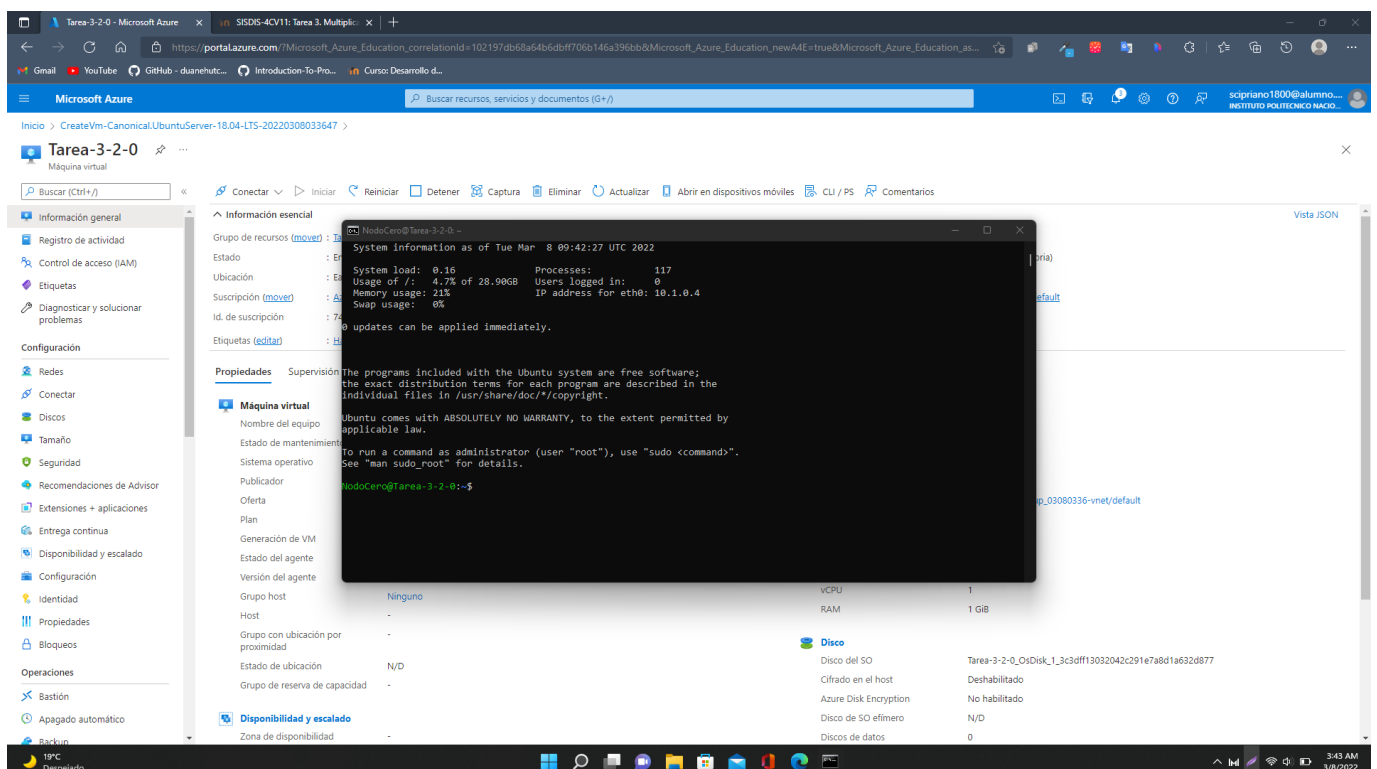 Tarea-3-2-0 - Microsoft Azure
SISDIS-4CV11: Tarea 3. Multiplic
https://portal.azure.com/?Microsoft_Azure_Education_correlationId=102197db68a64b6dbff706b146a396bb&Microsoft_Azure_Education_newA4E=true&Microsoft_Azure_Education_as...
Gmail YouTube GitHub - duanehutc... Introduction-To-Pro... Curso: Desarrollo d...
Microsoft Azure
Buscar recursos, servicios y documentos (G+/)
scipriano1800@alumno....
INSTITUTO POLITECNICO NACIO...
Inicio > CreateVm-Canonical.UbuntuServer-18.04-LTS-20220308033647 >
Tarea-3-2-0
Máquina virtual
Buscar (Ctrl+/)
Conectar Iniciar Reiniciar Detener Captura Eliminar Actualizar Abrir en dispositivos móviles CLI / PS Comentarios
Información general
Registro de actividad
Control de acceso (IAM)
Etiquetas
Diagnosticar y solucionar
problemas
Configuración
Redes
Conectar
Discos
Tamaño
Seguridad
Recomendaciones de Advisor
Extensiones + aplicaciones
Entrega continua
Disponibilidad y escalado
Configuración
Identidad
Propiedades
Bloqueos
Operaciones
Bastión
Apagado automático
Backup
Información esencial
Vista JSON
Grupo de recursos (mover) : Ta
Estado : En
oria)
Ubicación : Ea
Suscripción (mover) : Az
efault
Id. de suscripción : 74
Etiquetas (editar) : H
Propiedades Supervisión
Máquina virtual
Nombre del equipo
Estado de mantenimiento
Sistema operativo
Publicador
Oferta
up_03080336-vnet/default
Plan
Generación de VM
Estado del agente
Versión del agente
Grupo host Ninguno
Host -
Grupo con ubicación por -
proximidad
Estado de ubicación N/D
Grupo de reserva de capacidad -
Disponibilidad y escalado
Zona de disponibilidad -
vCPU 1
RAM 1 GiB
Disco
Disco del SO Tarea-3-2-0_OsDisk_1_3c3dff13032042c291e7a8d1a632d877
Cifrado en el host Deshabilitado
Azure Disk Encryption No habilitado
Disco de SO efímero N/D
Discos de datos 0
NodoCero@Tarea-3-2-0: ~
System information as of Tue Mar 8 09:42:27 UTC 2022
System load: 0.16 Processes: 117
Usage of /: 4.7% of 28.90GB Users logged in: 0
Memory usage: 21% IP address for eth0: 10.1.0.4
Swap usage: 0%
0 updates can be applied immediately.
The programs included with the Ubuntu system are free software;
the exact distribution terms for each program are described in the
individual files in /usr/share/doc/*/copyright.
Ubuntu comes with ABSOLUTELY NO WARRANTY, to the extent permitted by
applicable law.
To run a command as administrator (user "root"), use "sudo <command>".
See "man sudo_root" for details.
NodoCero@Tarea-3-2-0:~$
19°C
Despejado
3:43 AM
3/8/2022